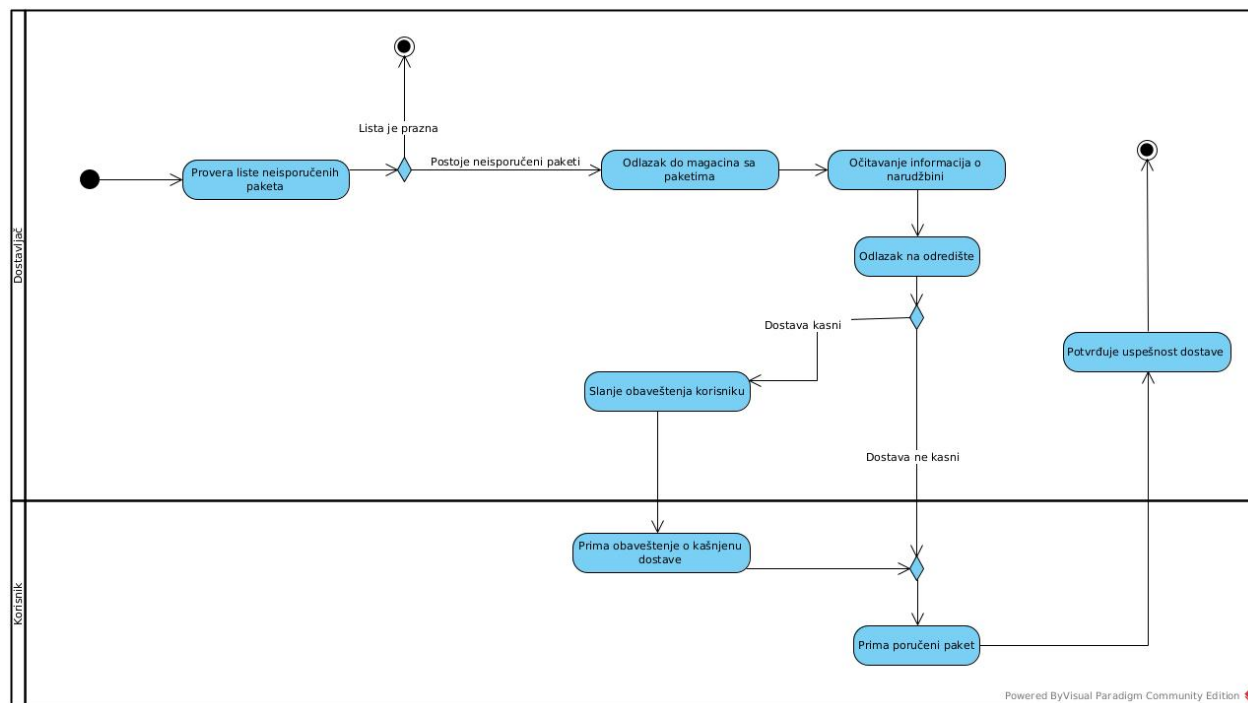 Lista je prazna
Provera liste neisporučenih
paketa
Postoje neisporučeni paketi
Odlazak do magacina sa
paketima
Očitavanje informacija o
narudžbini
Dostavljač
Odlazak na odredište
Dostava kasni
Potvrđuje uspešnost dostave
Slanje obaveštenja korisniku
Dostava ne kasni
Korisnik
Prima obaveštenje o kašnjenu
dostave
Prima poručeni paket
Powered ByVisual Paradigm Community Edition